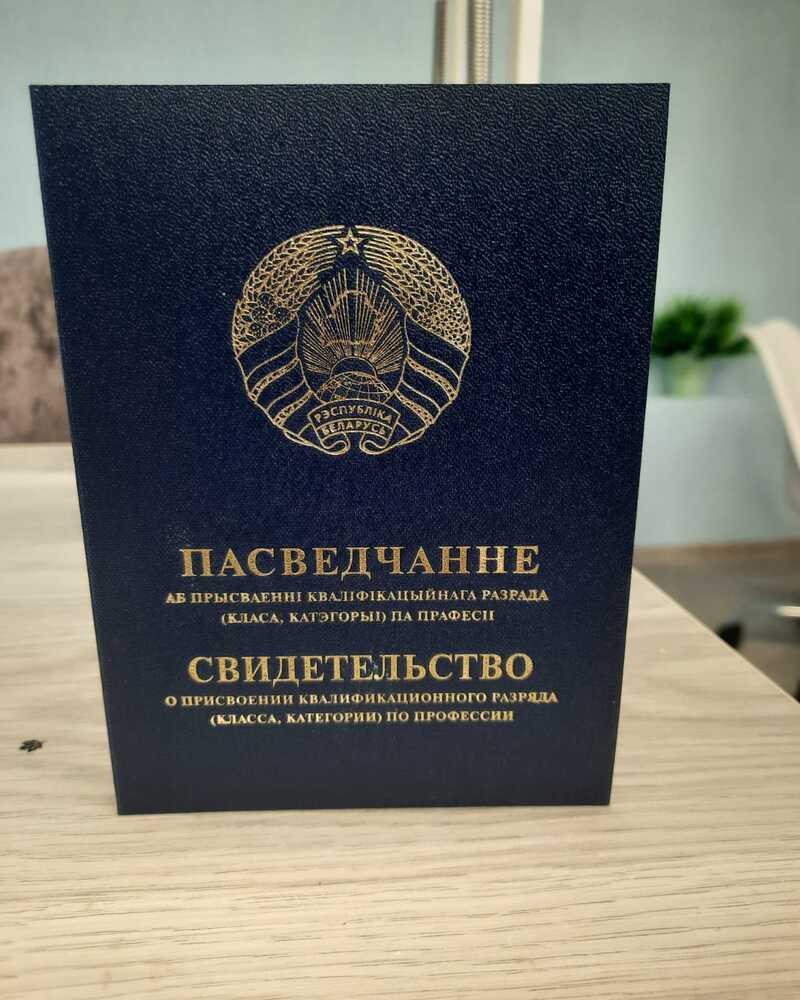 РЭСПУБЛІКА
БЕЛАРУСЬ
ПАСВЕДЧАННЕ
АБ ПРЫСВАЕННІ КВАЛІФІКАЦЫЙНАГА РАЗРАДА
(КЛАСА, КАТЭГОРЫІ) ПА ПРАФЕСІІ
СВИДЕТЕЛЬСТВО
О ПРИСВОЕНИИ КВАЛИФИКАЦИОННОГО РАЗРЯДА
(КЛАССА, КАТЕГОРИИ) ПО ПРОФЕССИИ